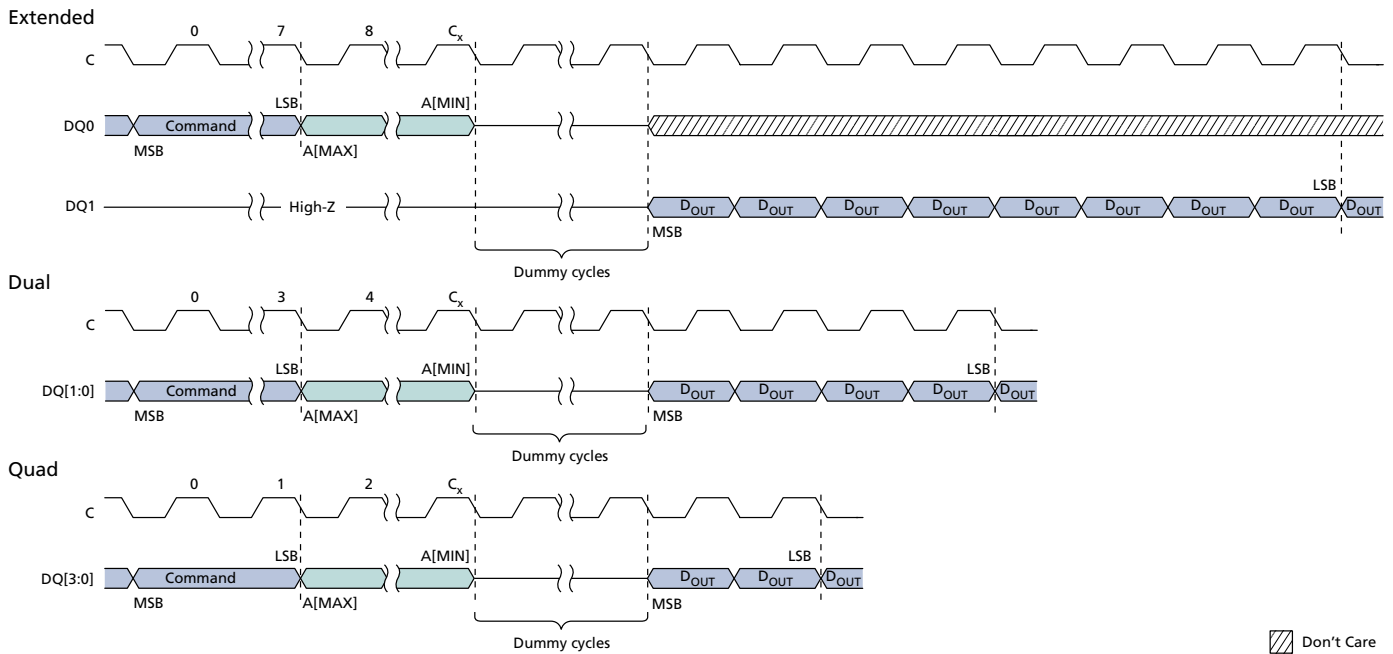 Extended
0 7 8 Cx
C
LSB A[MIN]
DQ0 Command
MSB A[MAX]
LSB
DQ1 High-Z DOUT DOUT DOUT DOUT DOUT DOUT DOUT DOUT DOUT
MSB
Dummy cycles
Dual
0 3 4 Cx
C
LSB A[MIN] LSB
DQ[1:0] Command DOUT DOUT DOUT DOUT DOUT
MSB A[MAX] MSB
Dummy cycles
Quad
0 1 2 Cx
C
LSB A[MIN] LSB
DQ[3:0] Command DOUT DOUT DOUT
MSB A[MAX] MSB
Dummy cycles
Don't Care